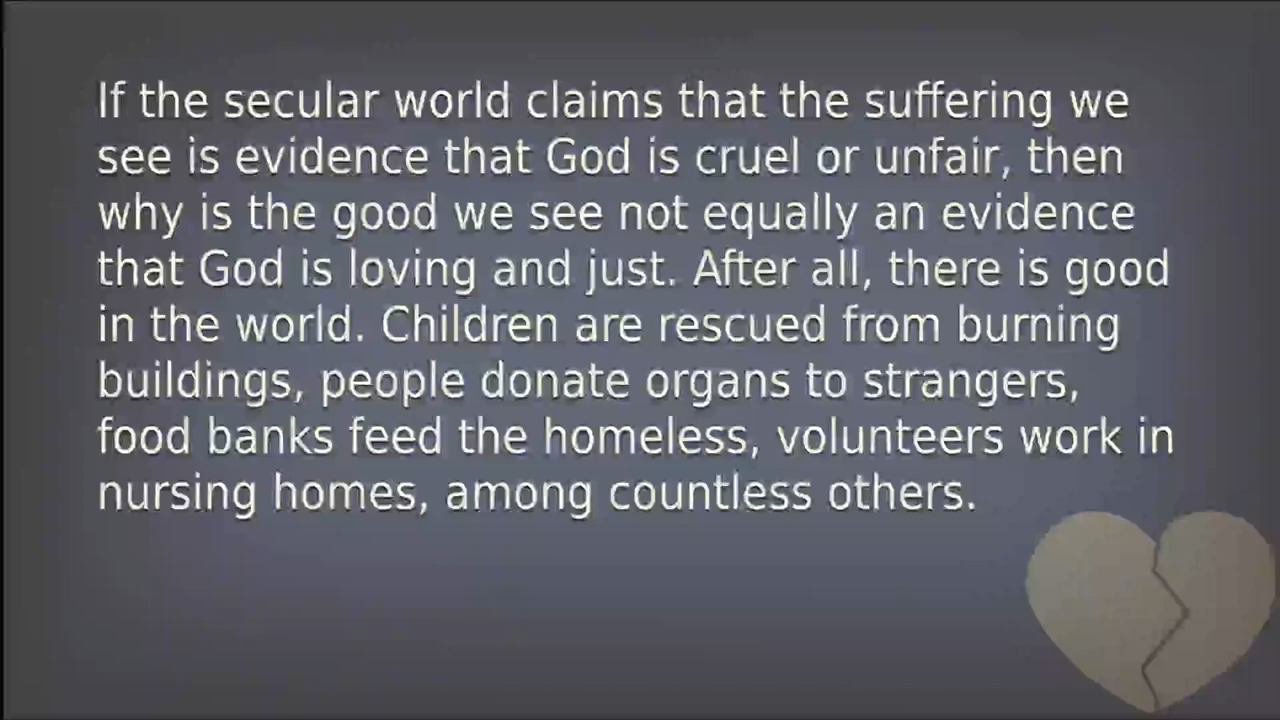 If the secular world claims that the suffering we
see is evidence that God is cruel or unfair, then
why is the good we see not equally an evidence
that God is loving and just. After all, there is good
in the world. Children are rescued from burning
buildings, people donate organs to strangers,
food banks feed the homeless, volunteers work in
nursing homes, among countless others.